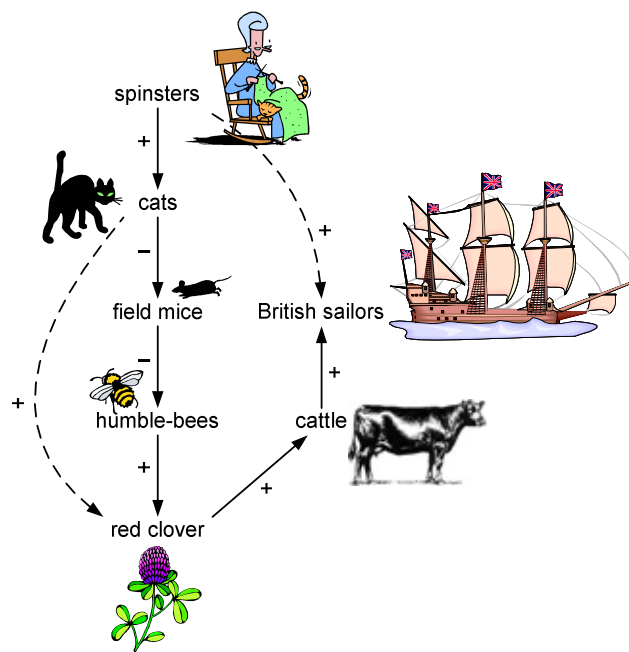 spinsters
+
cats
+
–
field mice
British sailors
–
+
+
humble-bees
cattle
+
+
red clover